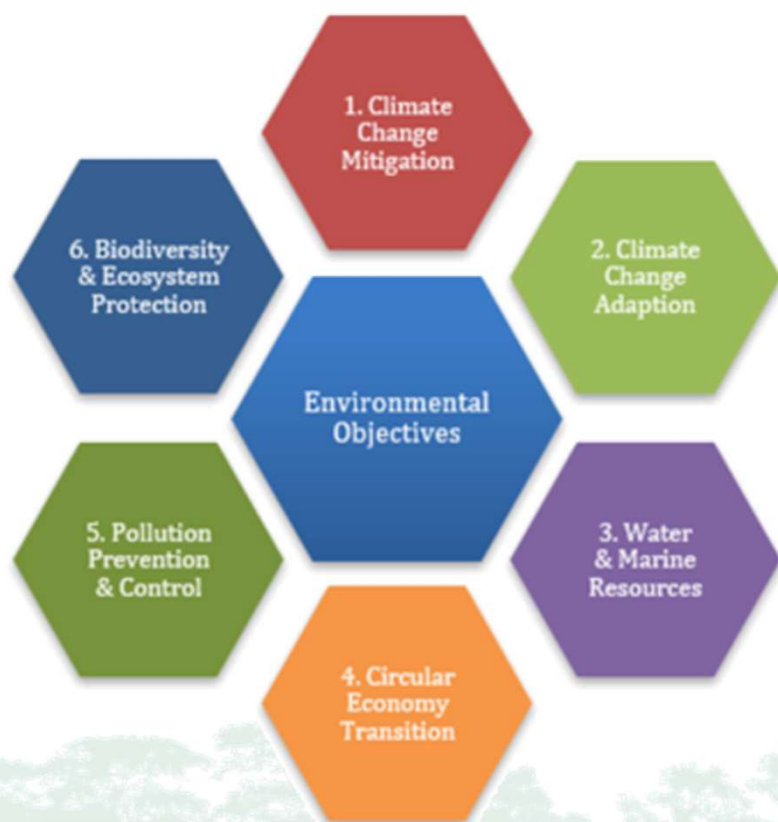 1. Climate
Change
Mitigation
2. Climate
Change
Adaption
3. Water
& Marine
Resources
4. Circular
Economy
Transition
5. Pollution
Prevention
& Control
6. Biodiversity
& Ecosystem
Protection
Environmental
Objectives